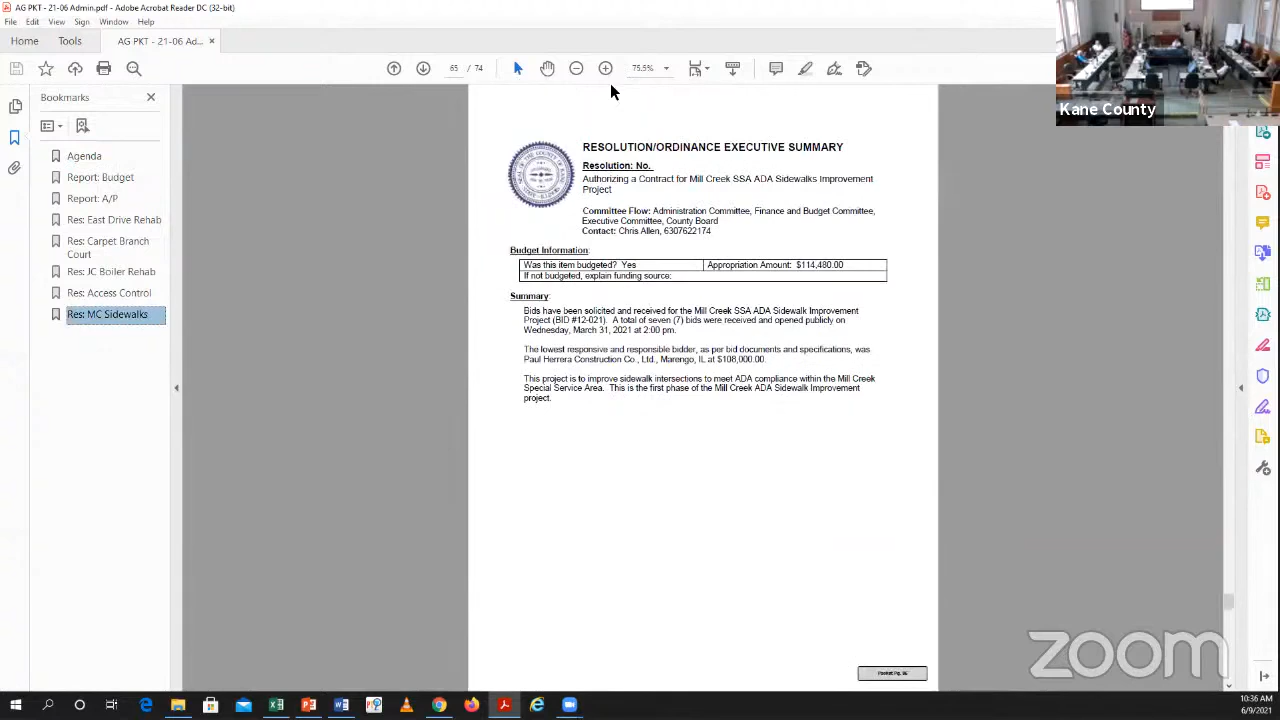 AG PKT - 21-06 Admin.pdf - Adobe Acrobat Reader DC (32-bit)
File Edit View Sign Window Help
Home Tools AG PKT - 21-06 Ad... ×
65 / 74 75.5%
Kane County
Bookmarks
Agenda
Report: Budget
Report: A/P
Res: East Drive Rehab
Res: Carpet Branch
Court
Res: JC Boiler Rehab
Res: Access Control
Res: MC Sidewalks
RESOLUTION/ORDINANCE EXECUTIVE SUMMARY
Resolution: No.
Authorizing a Contract for Mill Creek SSA ADA Sidewalks Improvement
Project
Committee Flow: Administration Committee, Finance and Budget Committee,
Executive Committee, County Board
Contact: Chris Allen, 6307622174
Budget Information:
Was this item budgeted? Yes Appropriation Amount: $114,480.00
If not budgeted, explain funding source:
Summary:
Bids have been solicited and received for the Mill Creek SSA ADA Sidewalk Improvement
Project (BID #12-021). A total of seven (7) bids were received and opened publicly on
Wednesday, March 31, 2021 at 2:00 pm.
The lowest responsive and responsible bidder, as per bid documents and specifications, was
Paul Herrera Construction Co., Ltd., Marengo, IL at $108,000.00.
This project is to improve sidewalk intersections to meet ADA compliance within the Mill Creek
Special Service Area. This is the first phase of the Mill Creek ADA Sidewalk Improvement
project.
zoom
10:36 AM
6/9/2021